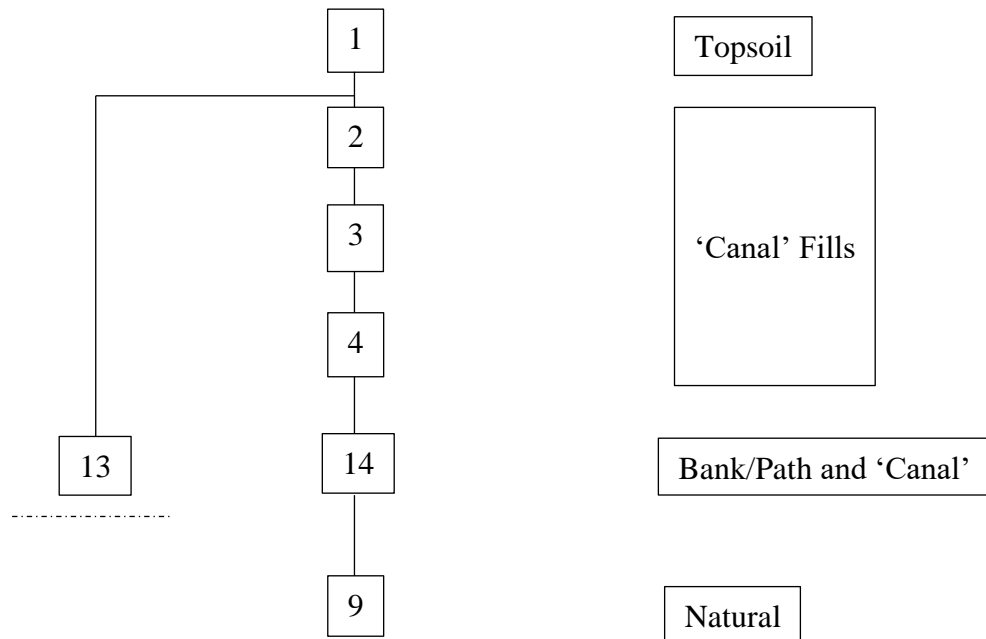 1
Topsoil
2
3
‘Canal’ Fills
4
13
14
Bank/Path and ‘Canal’
9
Natural